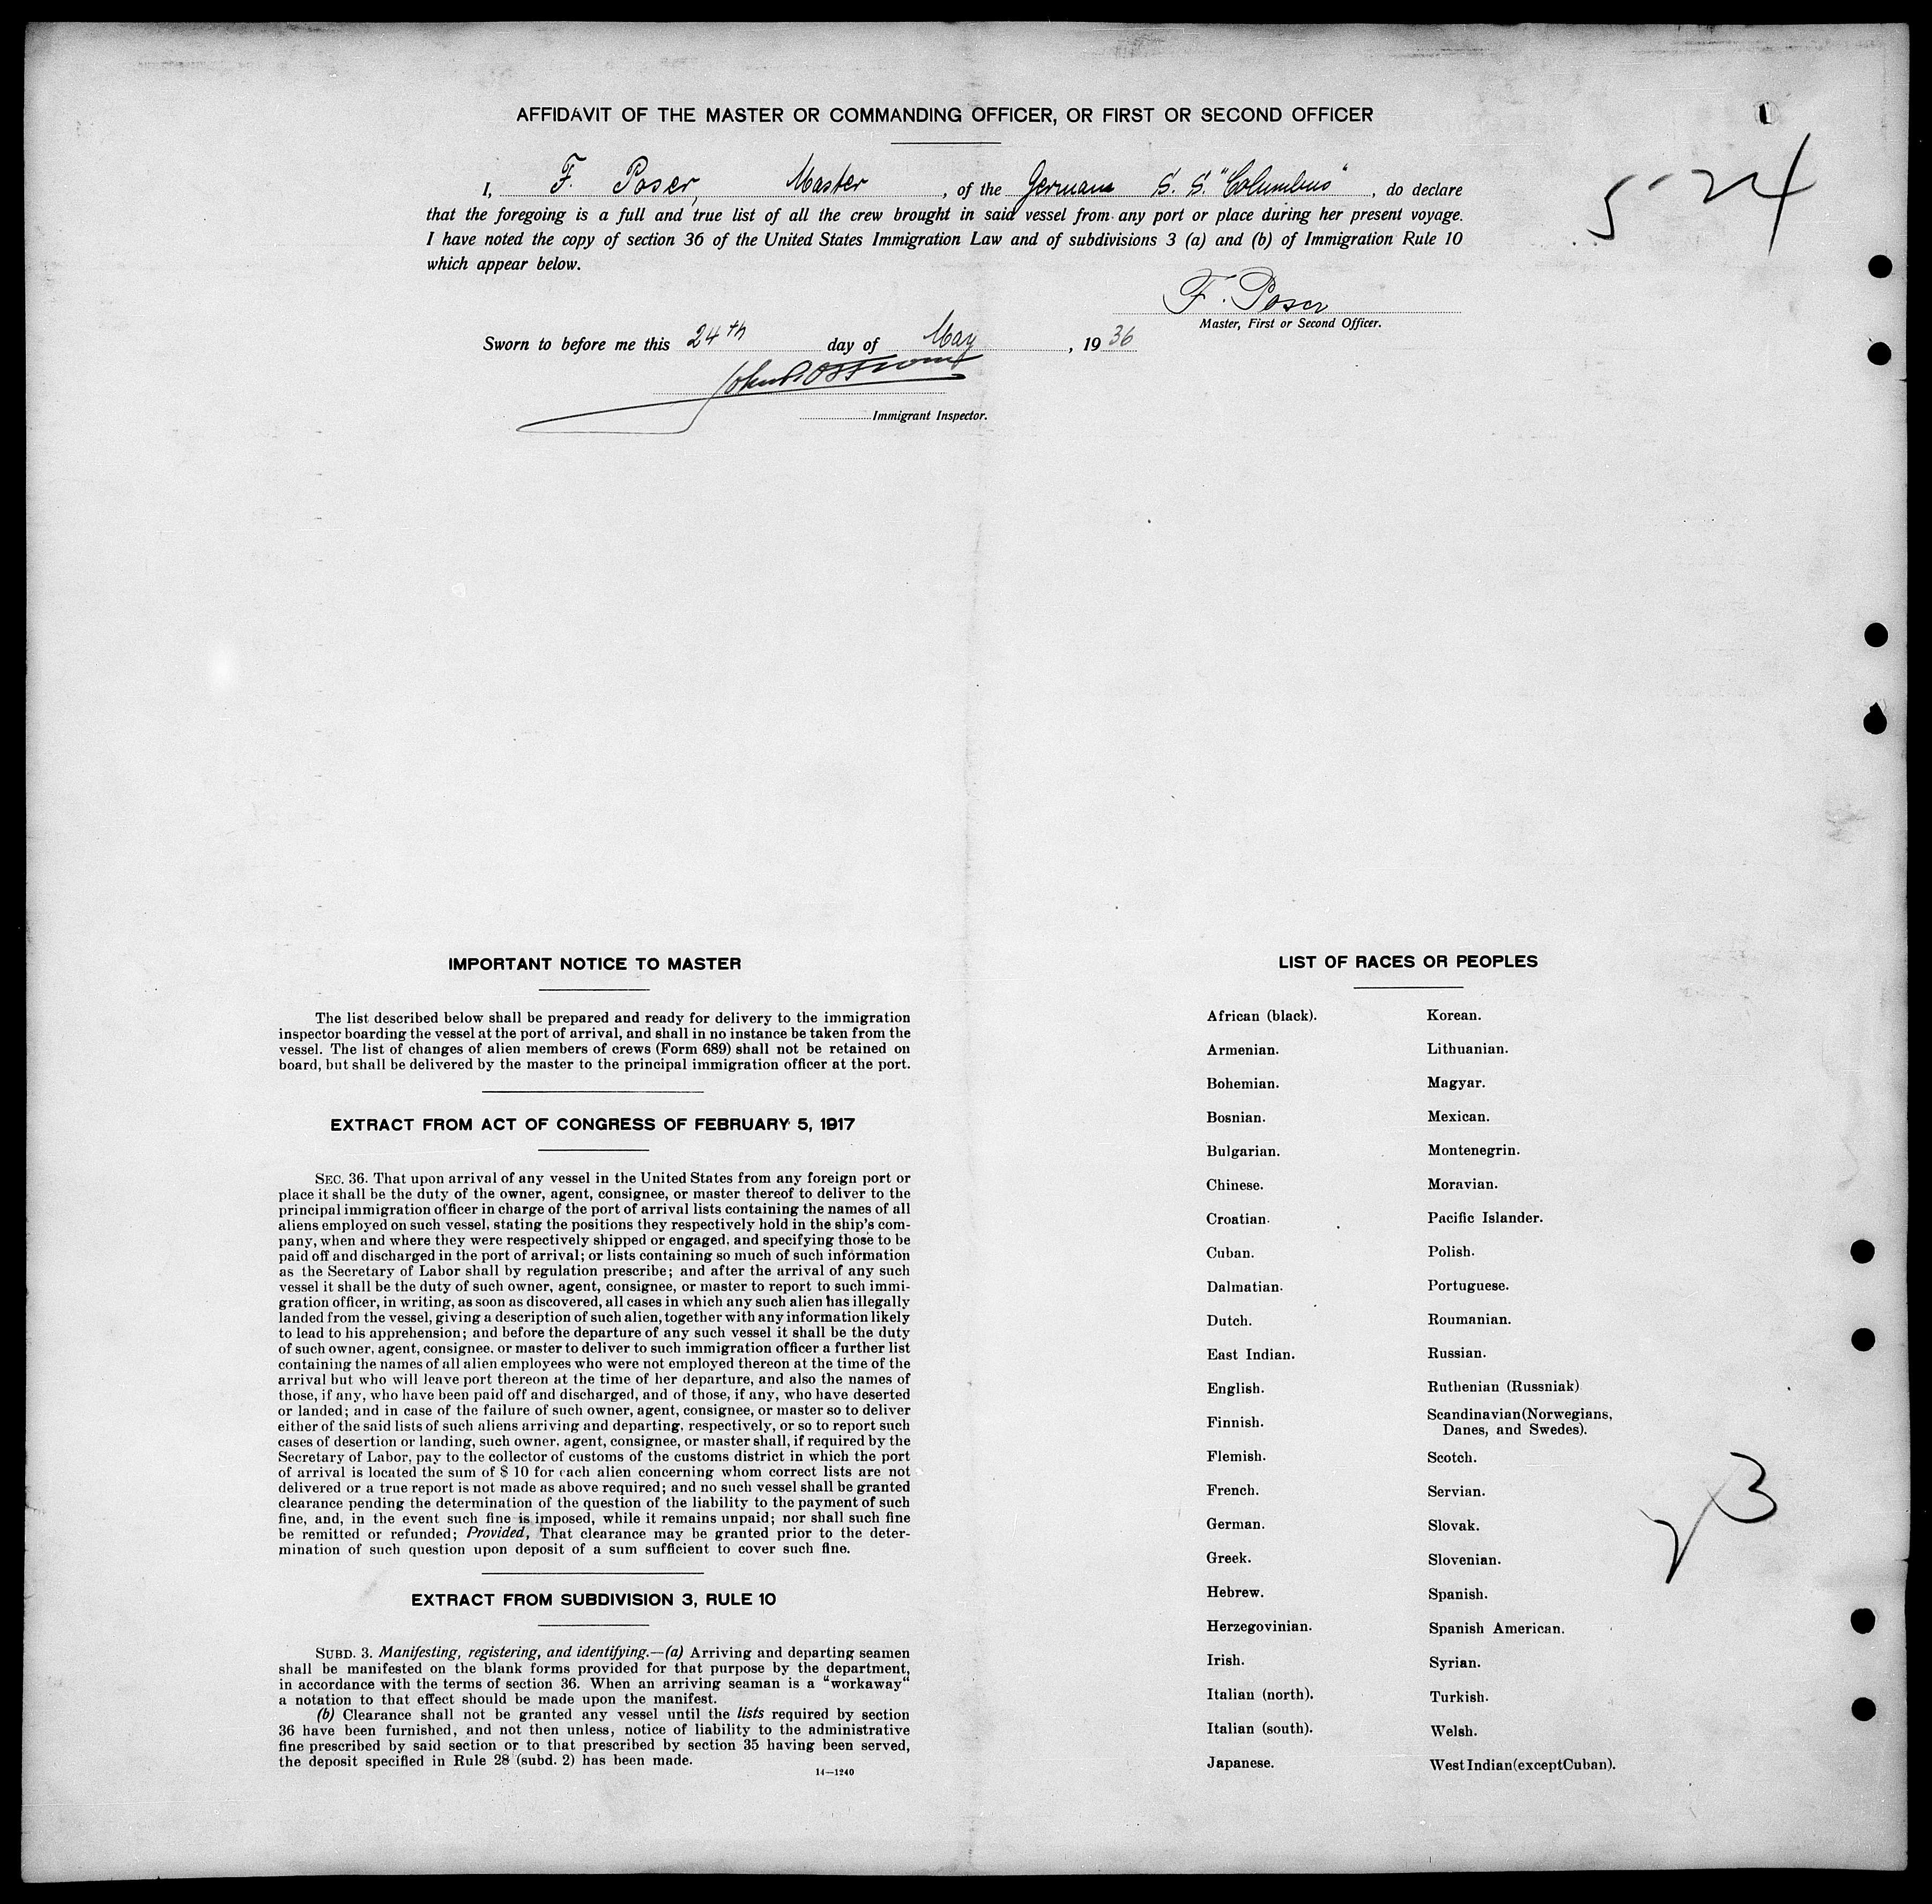 AFFIDAVIT OF THE MASTER OR COMMANDING OFFICER, OR FIRST OR SECOND OFFICER
5-24
I, F. Poser, Master, of the German S. S. "Columbus", do declare
that the foregoing is a full and true list of all the crew brought in said vessel from any port or place during her present voyage.
I have noted the copy of section 36 of the United States Immigration Law and of subdivisions 3 (a) and (b) of Immigration Rule 10
which appear below.
F. Poser
Master, First or Second Officer.
Sworn to before me this 24th day of May, 19 36
Immigrant Inspector.
IMPORTANT NOTICE TO MASTER
The list described below shall be prepared and ready for delivery to the immigration
inspector boarding the vessel at the port of arrival, and shall in no instance be taken from the
vessel. The list of changes of alien members of crews (Form 689) shall not be retained on
board, but shall be delivered by the master to the principal immigration officer at the port.
EXTRACT FROM ACT OF CONGRESS OF FEBRUARY 5, 1917
SEC. 36. That upon arrival of any vessel in the United States from any foreign port or
place it shall be the duty of the owner, agent, consignee, or master thereof to deliver to the
principal immigration officer in charge of the port of arrival lists containing the names of all
aliens employed on such vessel, stating the positions they respectively hold in the ship's com-
pany, when and where they were respectively shipped or engaged, and specifying those to be
paid off and discharged in the port of arrival; or lists containing so much of such information
as the Secretary of Labor shall by regulation prescribe; and after the arrival of any such
vessel it shall be the duty of such owner, agent, consignee, or master to report to such immi-
gration officer, in writing, as soon as discovered, all cases in which any such alien has illegally
landed from the vessel, giving a description of such alien, together with any information likely
to lead to his apprehension; and before the departure of any such vessel it shall be the duty
of such owner, agent, consignee, or master to deliver to such immigration officer a further list
containing the names of all alien employees who were not employed thereon at the time of the
arrival but who will leave port thereon at the time of her departure, and also the names of
those, if any, who have been paid off and discharged, and of those, if any, who have deserted
or landed; and in case of the failure of such owner, agent, consignee, or master so to deliver
either of the said lists of such aliens arriving and departing, respectively, or so to report such
cases of desertion or landing, such owner, agent, consignee, or master shall, if required by the
Secretary of Labor, pay to the collector of customs of the customs district in which the port
of arrival is located the sum of $ 10 for each alien concerning whom correct lists are not
delivered or a true report is not made as above required; and no such vessel shall be granted
clearance pending the determination of the question of the liability to the payment of such
fine, and, in the event such fine is imposed, while it remains unpaid; nor shall such fine
be remitted or refunded; Provided, That clearance may be granted prior to the deter-
mination of such question upon deposit of a sum sufficient to cover such fine.
EXTRACT FROM SUBDIVISION 3, RULE 10
SUBD. 3. Manifesting, registering, and identifying.—(a) Arriving and departing seamen
shall be manifested on the blank forms provided for that purpose by the department,
in accordance with the terms of section 36. When an arriving seaman is a "workaway"
a notation to that effect should be made upon the manifest.
(b) Clearance shall not be granted any vessel until the lists required by section
36 have been furnished, and not then unless, notice of liability to the administrative
fine prescribed by said section or to that prescribed by section 35 having been served,
the deposit specified in Rule 28 (subd. 2) has been made.
14—1240
LIST OF RACES OR PEOPLES
African (black).
Armenian.
Bohemian.
Bosnian.
Bulgarian.
Chinese.
Croatian.
Cuban.
Dalmatian.
Dutch.
East Indian.
English.
Finnish.
Flemish.
French.
German.
Greek.
Hebrew.
Herzegovinian.
Irish.
Italian (north).
Italian (south).
Japanese.
Korean.
Lithuanian.
Magyar.
Mexican.
Montenegrin.
Moravian.
Pacific Islander.
Polish.
Portuguese.
Roumanian.
Russian.
Ruthenian (Russniak)
Scandinavian(Norwegians,
Danes, and Swedes).
Scotch.
Servian.
Slovak.
Slovenian.
Spanish.
Spanish American.
Syrian.
Turkish.
Welsh.
West Indian(except Cuban).